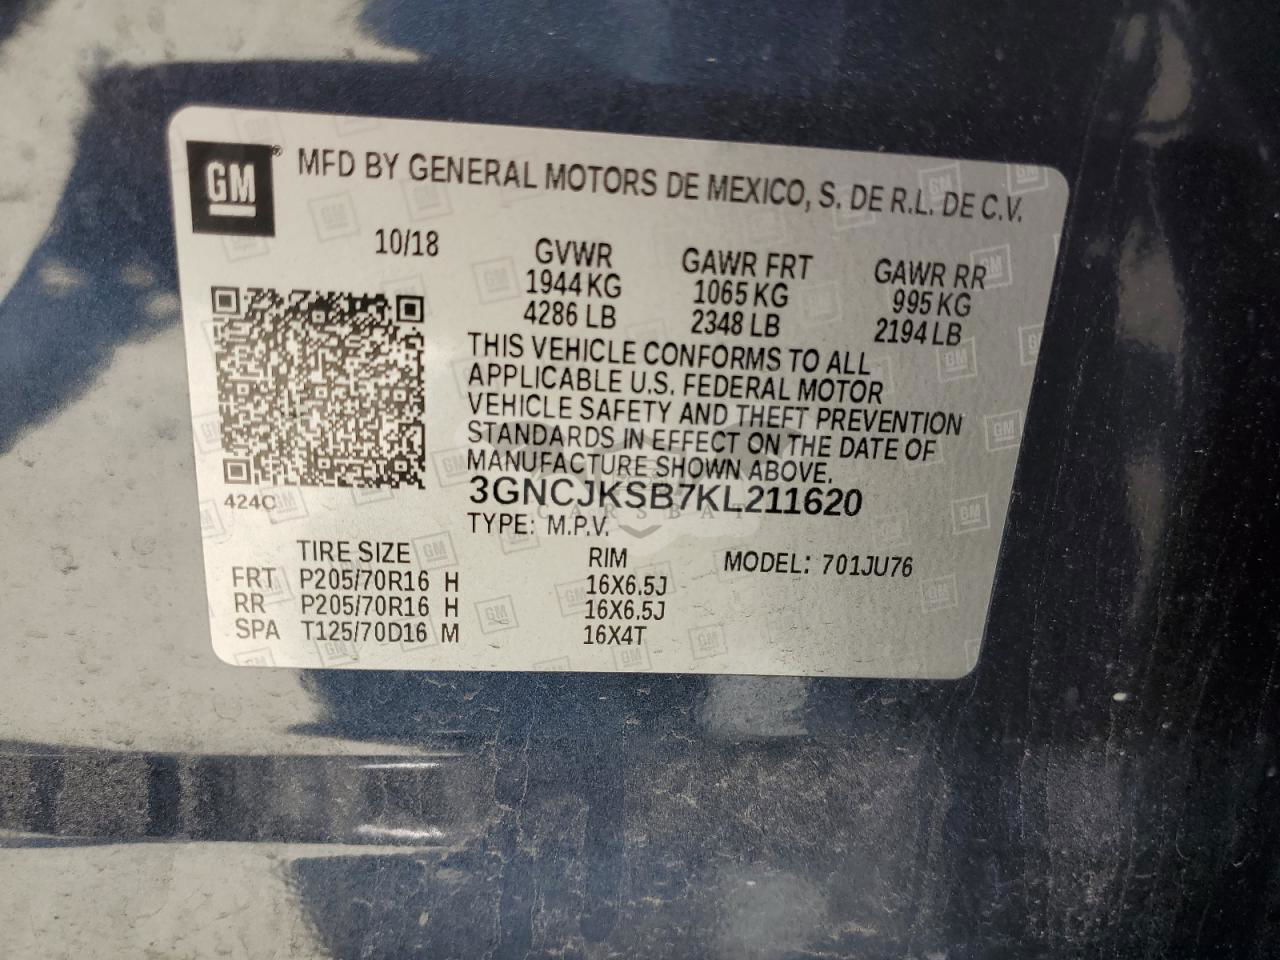 GM® MFD BY GENERAL MOTORS DE MEXICO, S. DE R.L. DE C.V.
10/18 GVWR GAWR FRT GAWR RR
1944 KG 1065 KG 995 KG
4286 LB 2348 LB 2194 LB
THIS VEHICLE CONFORMS TO ALL
APPLICABLE U.S. FEDERAL MOTOR
VEHICLE SAFETY AND THEFT PREVENTION
STANDARDS IN EFFECT ON THE DATE OF
MANUFACTURE SHOWN ABOVE.
424C 3GNCJKSB7KL211620
TYPE: M.P.V.
TIRE SIZE RIM MODEL: 701JU76
FRT P205/70R16 H 16X6.5J
RR P205/70R16 H 16X6.5J
SPA T125/70D16 M 16X4T